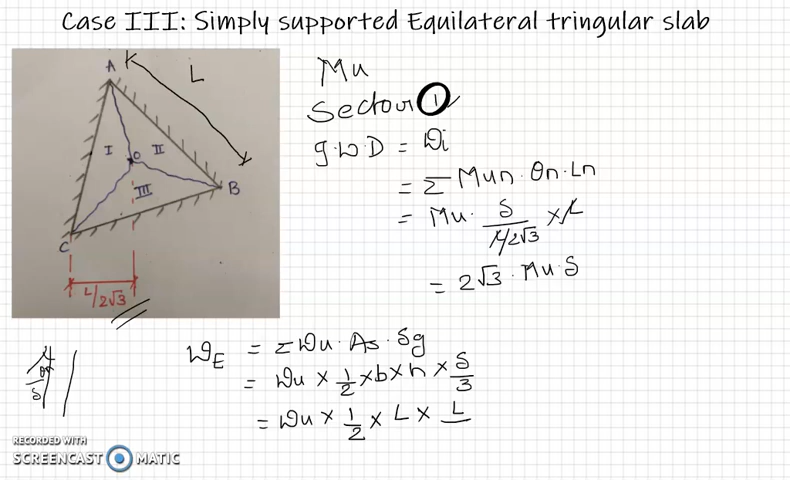 Case III: Simply supported Equilateral tringular slab
A
L
I
II
O
III
B
C
L/2√3
Mu
Sector 1
g.W.D = Wi
= Σ Mun . θn . Ln
= Mu . δ/L/2√3 × L
= 2√3 . Mu . δ
WE = Σ Wu . As . δg
= Wu × 1/2 × b × h × δ/3
= Wu × 1/2 × L × L
RECORDED WITH
SCREENCAST MATIC